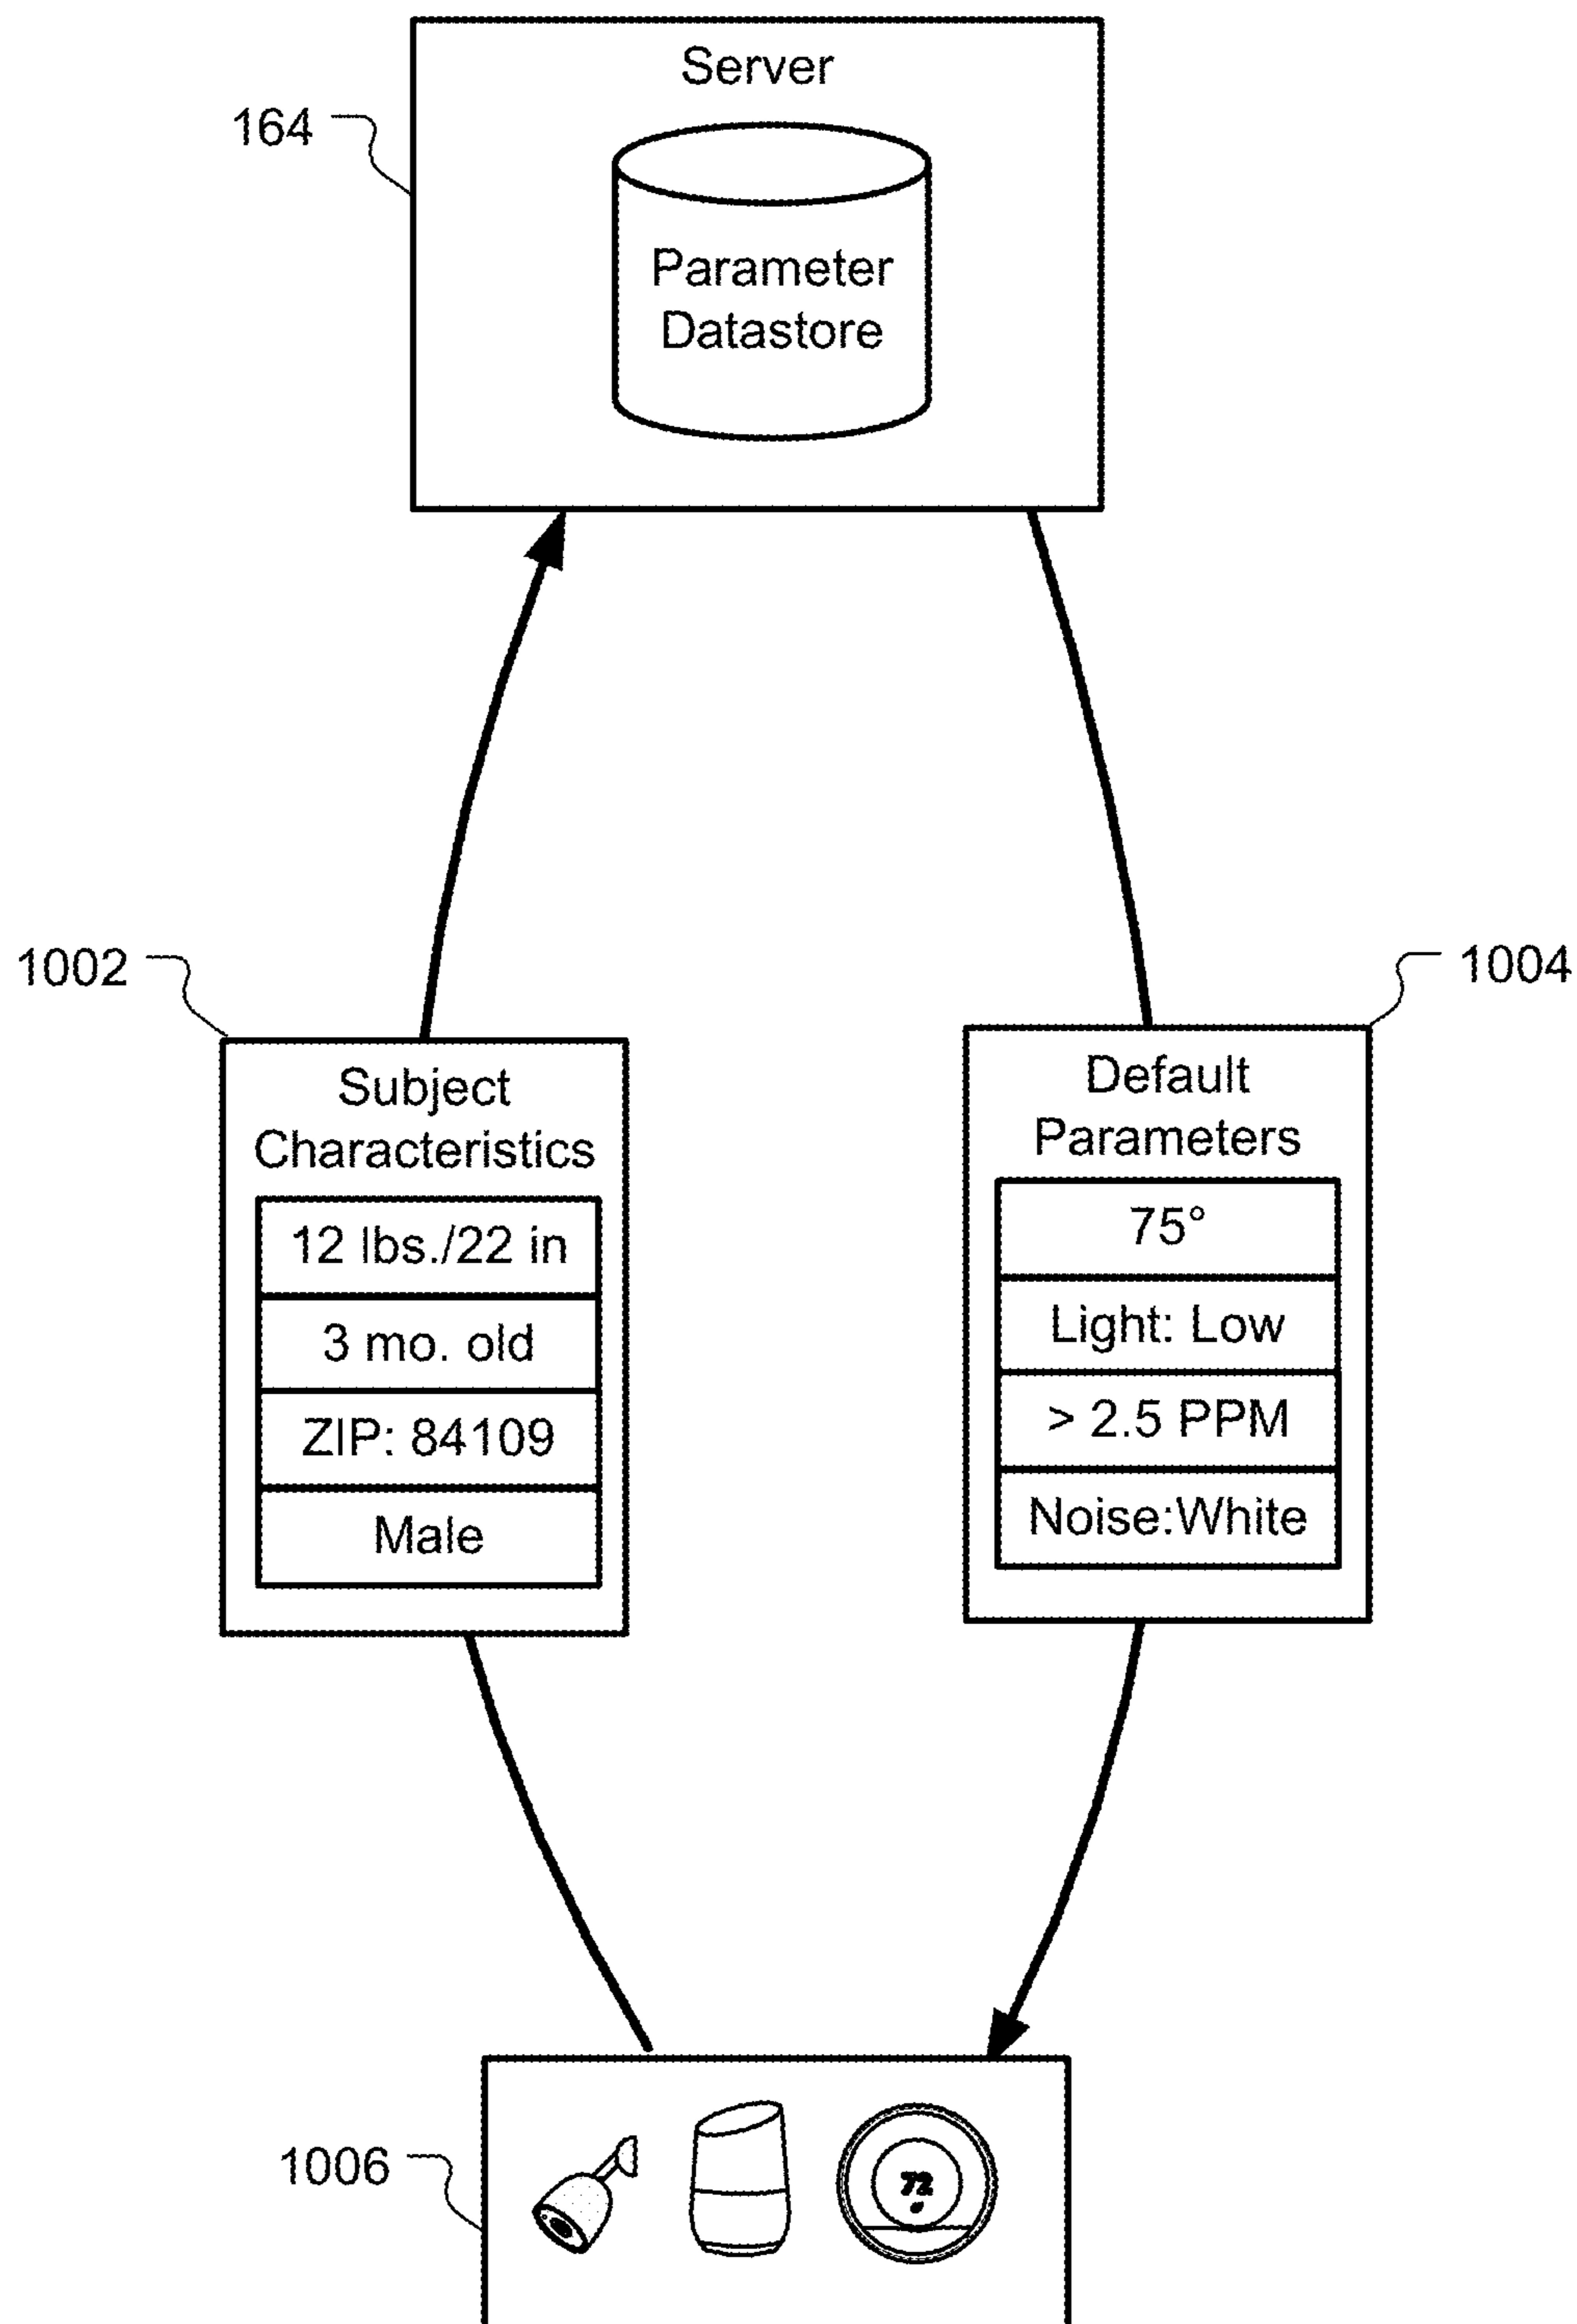 Server
164
Parameter
Datastore
1002
1004
Subject
Characteristics
12 lbs./22 in
3 mo. old
ZIP: 84109
Male
Default
Parameters
75°
Light: Low
> 2.5 PPM
Noise:White
1006
72